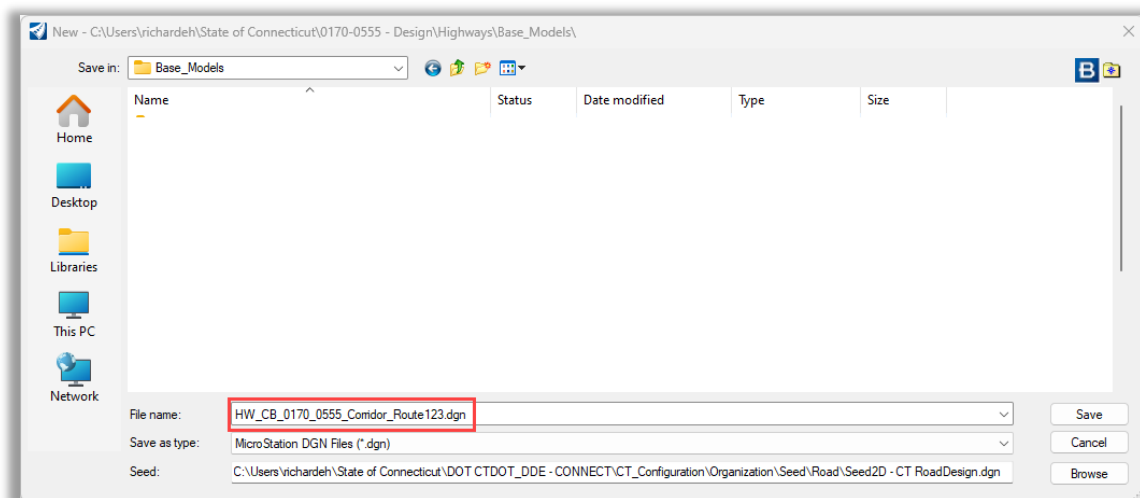 New - C:\Users\richardeh\State of Connecticut\0170-0555 - Design\Highways\Base_Models\
Save in: Base_Models
Name Status Date modified Type Size
Home
Desktop
Libraries
This PC
Network
File name: HW_CB_0170_0555_Corridor_Route123.dgn Save
Save as type: MicroStation DGN Files (*.dgn) Cancel
Seed: C:\Users\richardeh\State of Connecticut\DOT CTDOT_DDE - CONNECT\CT_Configuration\Organization\Seed\Road\Seed2D - CT RoadDesign.dgn Browse